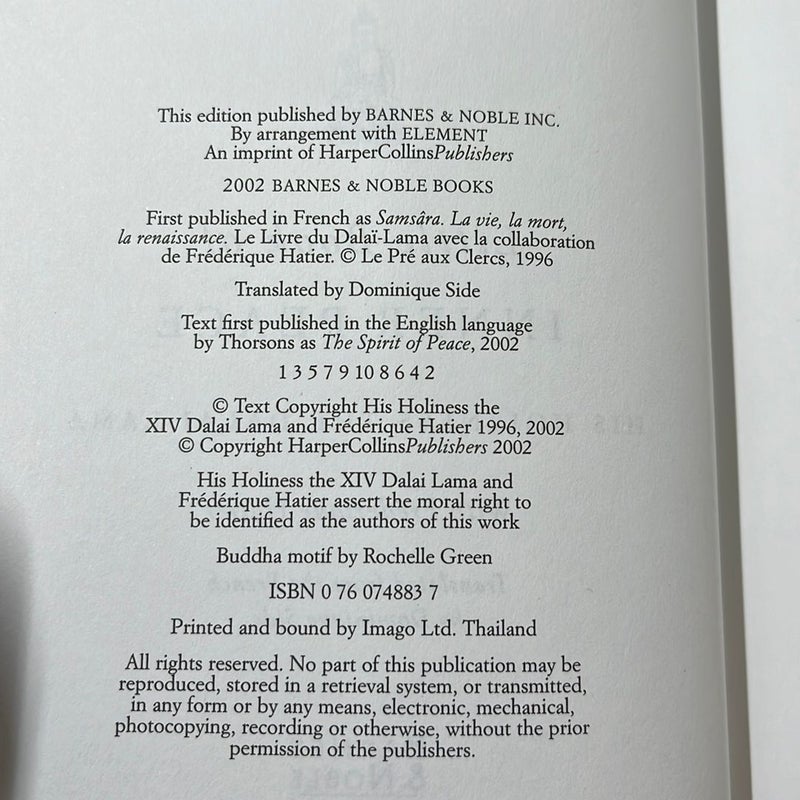 This edition published by BARNES & NOBLE INC.
By arrangement with ELEMENT
An imprint of HarperCollinsPublishers
2002 BARNES & NOBLE BOOKS
First published in French as Samsâra. La vie, la mort,
la renaissance. Le Livre du Dalaï-Lama avec la collaboration
de Frédérique Hatier. © Le Pré aux Clercs, 1996
Translated by Dominique Side
Text first published in the English language
by Thorsons as The Spirit of Peace, 2002
1 3 5 7 9 10 8 6 4 2
© Text Copyright His Holiness the
XIV Dalai Lama and Frédérique Hatier 1996, 2002
© Copyright HarperCollinsPublishers 2002
His Holiness the XIV Dalai Lama and
Frédérique Hatier assert the moral right to
be identified as the authors of this work
Buddha motif by Rochelle Green
ISBN 0 76 074883 7
Printed and bound by Imago Ltd. Thailand
All rights reserved. No part of this publication may be
reproduced, stored in a retrieval system, or transmitted,
in any form or by any means, electronic, mechanical,
photocopying, recording or otherwise, without the prior
permission of the publishers.